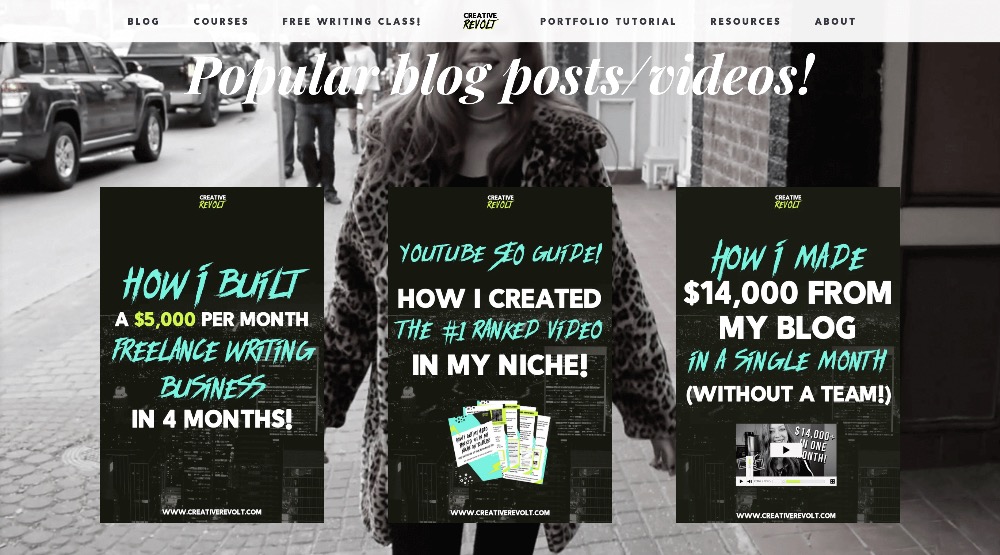 BLOG COURSES FREE WRITING CLASS! CREATIVE REVOLT PORTFOLIO TUTORIAL RESOURCES ABOUT
Popular blog posts/videos!
CREATIVE
REVOLT
HOW I BUILT
A $5,000 PER MONTH
FREELANCE WRITING
BUSINESS
IN 4 MONTHS!
WWW.CREATIVEREVOLT.COM
CREATIVE
REVOLT
YOUTUBE SEO GUIDE!
HOW I CREATED
THE #1 RANKED VIDEO
IN MY NICHE!
WWW.CREATIVEREVOLT.COM
CREATIVE
REVOLT
HOW I MADE
$14,000 FROM
MY BLOG
IN A SINGLE MONTH
(WITHOUT A TEAM!)
$14,000
IN ONE
MONTH!
WWW.CREATIVEREVOLT.COM